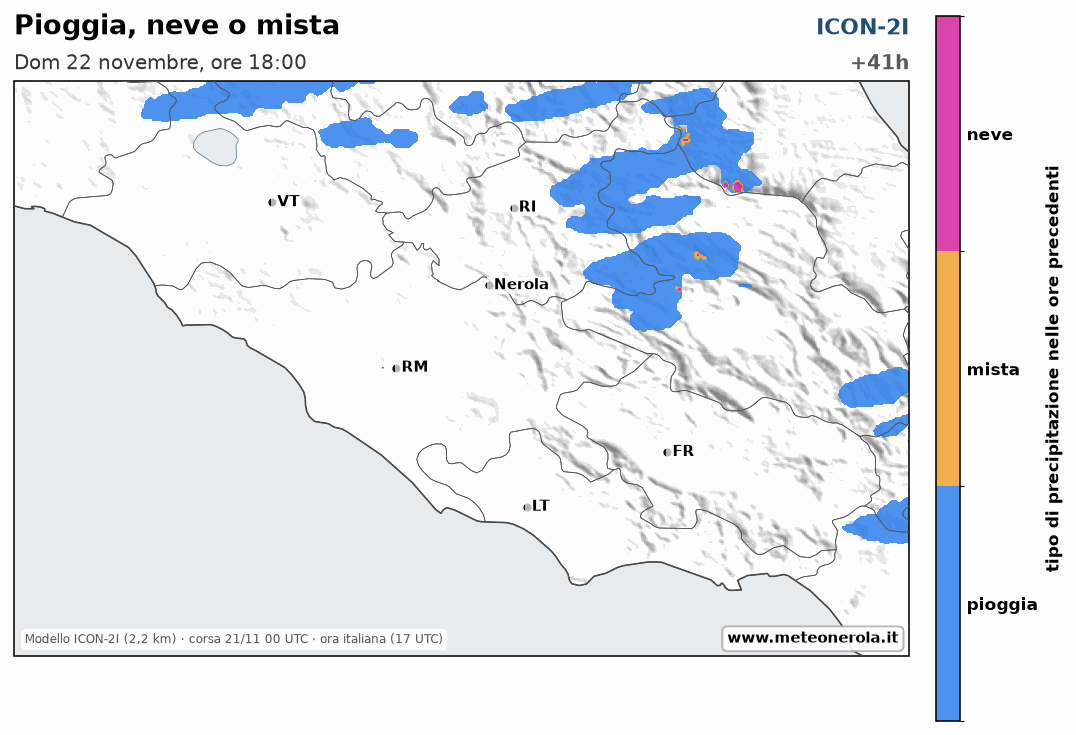 Pioggia, neve o mista
ICON-2I
Dom 22 novembre, ore 18:00
+41h
neve
VT
RI
Nerola
mista
RM
FR
LT
pioggia
tipo di precipitazione nelle ore precedenti
Modello ICON-2I (2,2 km) · corsa 21/11 00 UTC · ora italiana (17 UTC)
www.meteonerola.it